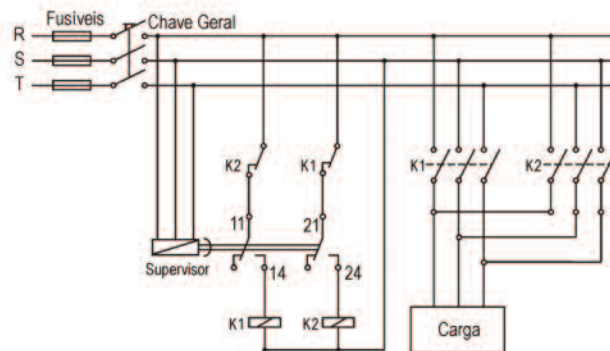 Fusiveis
Chave Geral
R
S
T
K2
K1
K1
K2
11
21
Supervisor
14
24
K1
K2
Carga